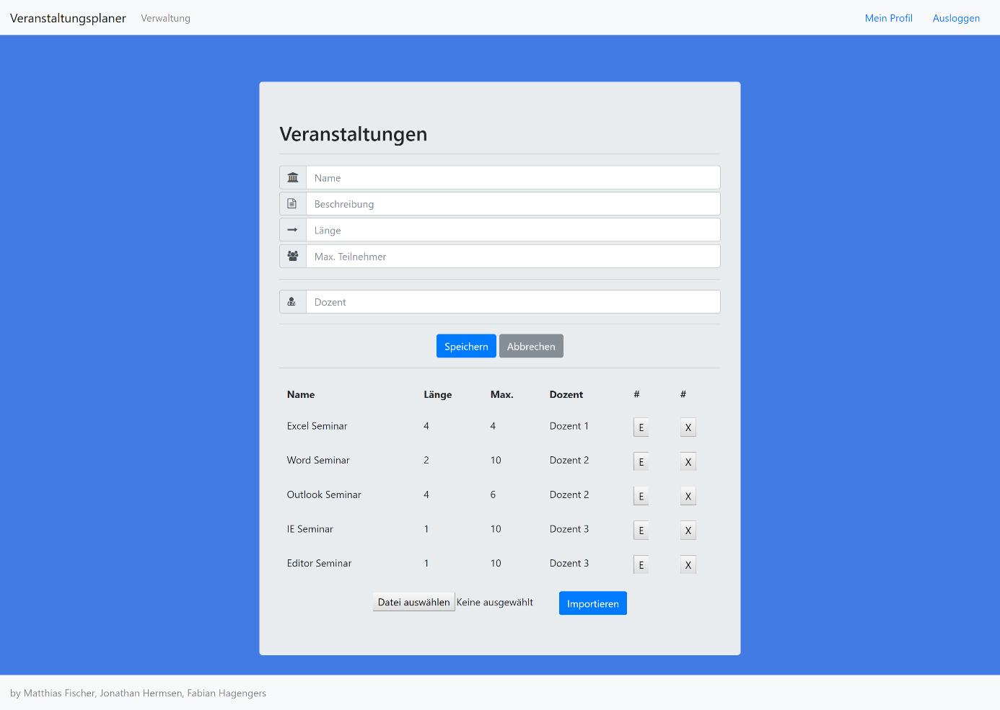 Veranstaltungsplaner Verwaltung Mein Profil Ausloggen
Veranstaltungen
Name
Beschreibung
Länge
Max. Teilnehmer
Dozent
Speichern Abbrechen
Name Länge Max. Dozent # #
Excel Seminar 4 4 Dozent 1 E X
Word Seminar 2 10 Dozent 2 E X
Outlook Seminar 4 6 Dozent 2 E X
IE Seminar 1 10 Dozent 3 E X
Editor Seminar 1 10 Dozent 3 E X
Datei auswählen Keine ausgewählt Importieren
by Matthias Fischer, Jonathan Hermsen, Fabian Hagengers